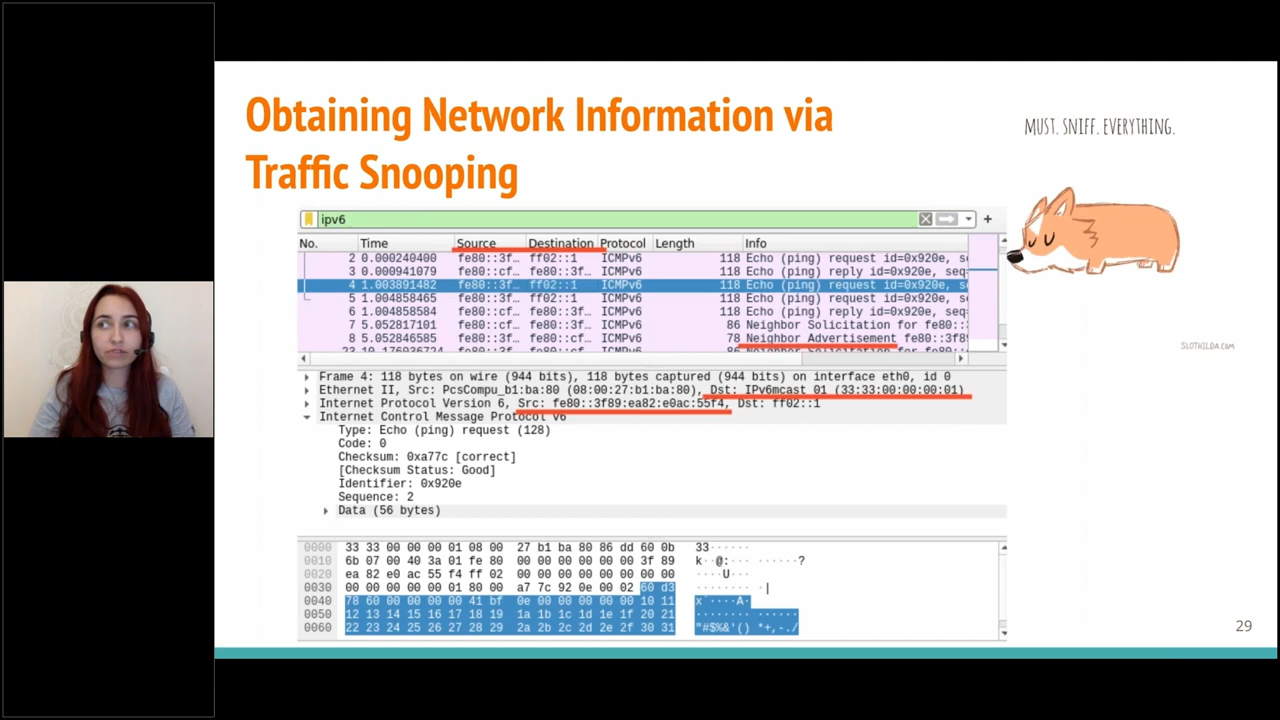 Obtaining Network Information via
Traffic Snooping
MUST. SNIFF. EVERYTHING.
ipv6
No. Time Source Destination Protocol Length Info
2 0.000240400 fe80::3f… ff02::1 ICMPv6 118 Echo (ping) request id=0x920e, s
3 0.000941079 fe80::cf… fe80::3f… ICMPv6 118 Echo (ping) reply id=0x920e, seq
4 1.003891482 fe80::3f… ff02::1 ICMPv6 118 Echo (ping) request id=0x920e, s
5 1.004858465 fe80::cf… ff02::1 ICMPv6 118 Echo (ping) request id=0x920e, s
6 1.004858584 fe80::cf… fe80::3f… ICMPv6 118 Echo (ping) reply id=0x920e, seq
7 5.052817101 fe80::cf… fe80::3f… ICMPv6 86 Neighbor Solicitation for fe80::
8 5.052846585 fe80::3f… fe80::cf… ICMPv6 78 Neighbor Advertisement fe80::3f8
SLOTHILDA.COM
Frame 4: 118 bytes on wire (944 bits), 118 bytes captured (944 bits) on interface eth0, id 0
Ethernet II, Src: PcsCompu_b1:ba:80 (08:00:27:b1:ba:80), Dst: IPv6mcast_01 (33:33:00:00:00:01)
Internet Protocol Version 6, Src: fe80::3f89:ea82:e0ac:55f4, Dst: ff02::1
Internet Control Message Protocol v6
Type: Echo (ping) request (128)
Code: 0
Checksum: 0xa77c [correct]
[Checksum Status: Good]
Identifier: 0x920e
Sequence: 2
Data (56 bytes)
0000 33 33 00 00 00 01 08 00 27 b1 ba 80 86 dd 60 0b 33······
0010 6b 07 00 40 3a 01 fe 80 00 00 00 00 00 00 3f 89 k··@:··· ······?·
0020 ea 82 e0 ac 55 f4 ff 02 00 00 00 00 00 00 00 00 ····U···
0030 00 00 00 00 00 01 80 00 a7 7c 92 0e 00 02 60 d3 ········ ·|
0040 78 60 00 00 00 00 41 bf 0e 00 00 00 00 00 10 11
0050 12 13 14 15 16 17 18 19 1a 1b 1c 1d 1e 1f 20 21
0060 22 23 24 25 26 27 28 29 2a 2b 2c 2d 2e 2f 30 31 "#$%&'() *+,-./
29